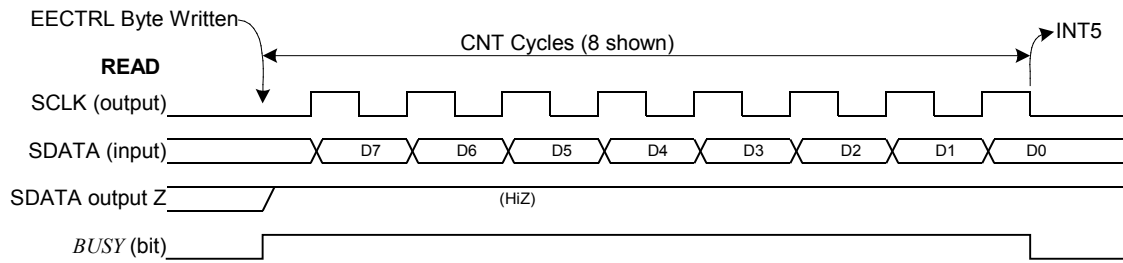 EECTRL Byte Written
INT5
CNT Cycles (8 shown)
READ
SCLK (output)
SDATA (input) D7 D6 D5 D4 D3 D2 D1 D0
SDATA output Z (HiZ)
BUSY (bit)